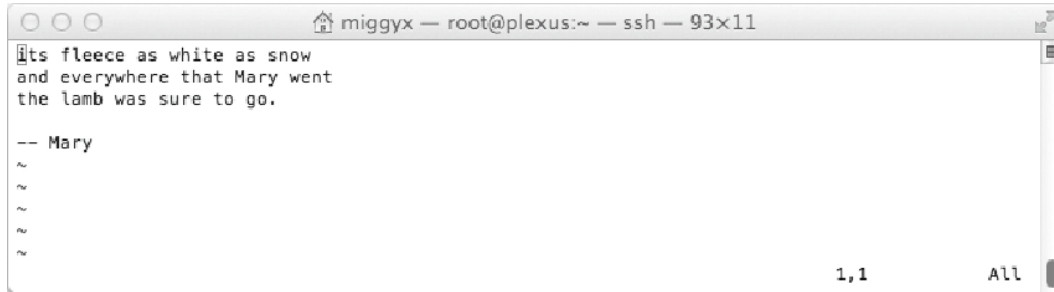 miggyx — root@plexus:~ — ssh — 93×11
its fleece as white as snow
and everywhere that Mary went
the lamb was sure to go.

-- Mary
~
~
~
~
~
1,1 All